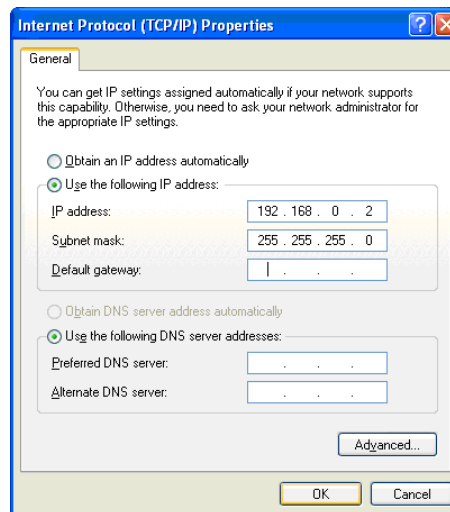 Internet Protocol (TCP/IP) Properties
General
You can get IP settings assigned automatically if your network supports
this capability. Otherwise, you need to ask your network administrator for
the appropriate IP settings.
Obtain an IP address automatically
Use the following IP address:
IP address: 192 . 168 . 0 . 2
Subnet mask: 255 . 255 . 255 . 0
Default gateway: . . .
Obtain DNS server address automatically
Use the following DNS server addresses:
Preferred DNS server: . . .
Alternate DNS server: . . .
Advanced...
OK Cancel